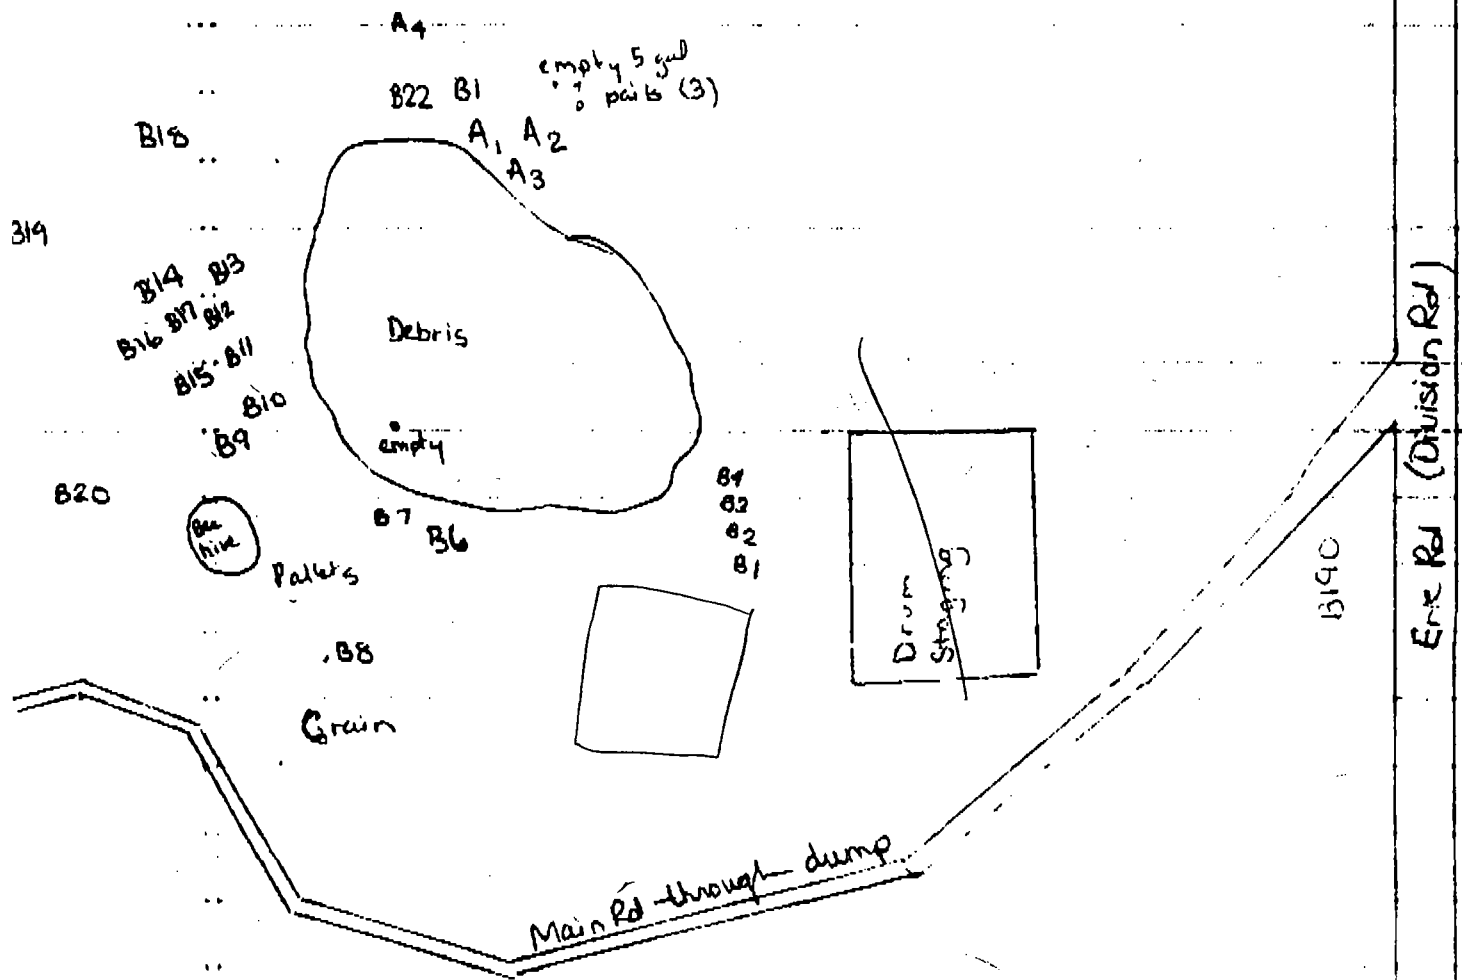 A4
empty 5 gal
pails (3)
B22 B1
B18
A1 A2
A3
B19
B14 B13
B17 B12
B16
B11
B15
B10
B9
Debris
empty
B20
B4
B3
B2
B1
B7
B6
Bee
hive
Pallets
B8
Grain
Drum
Staging
B190
Erie Rd (Division Rd)
Main Rd through dump